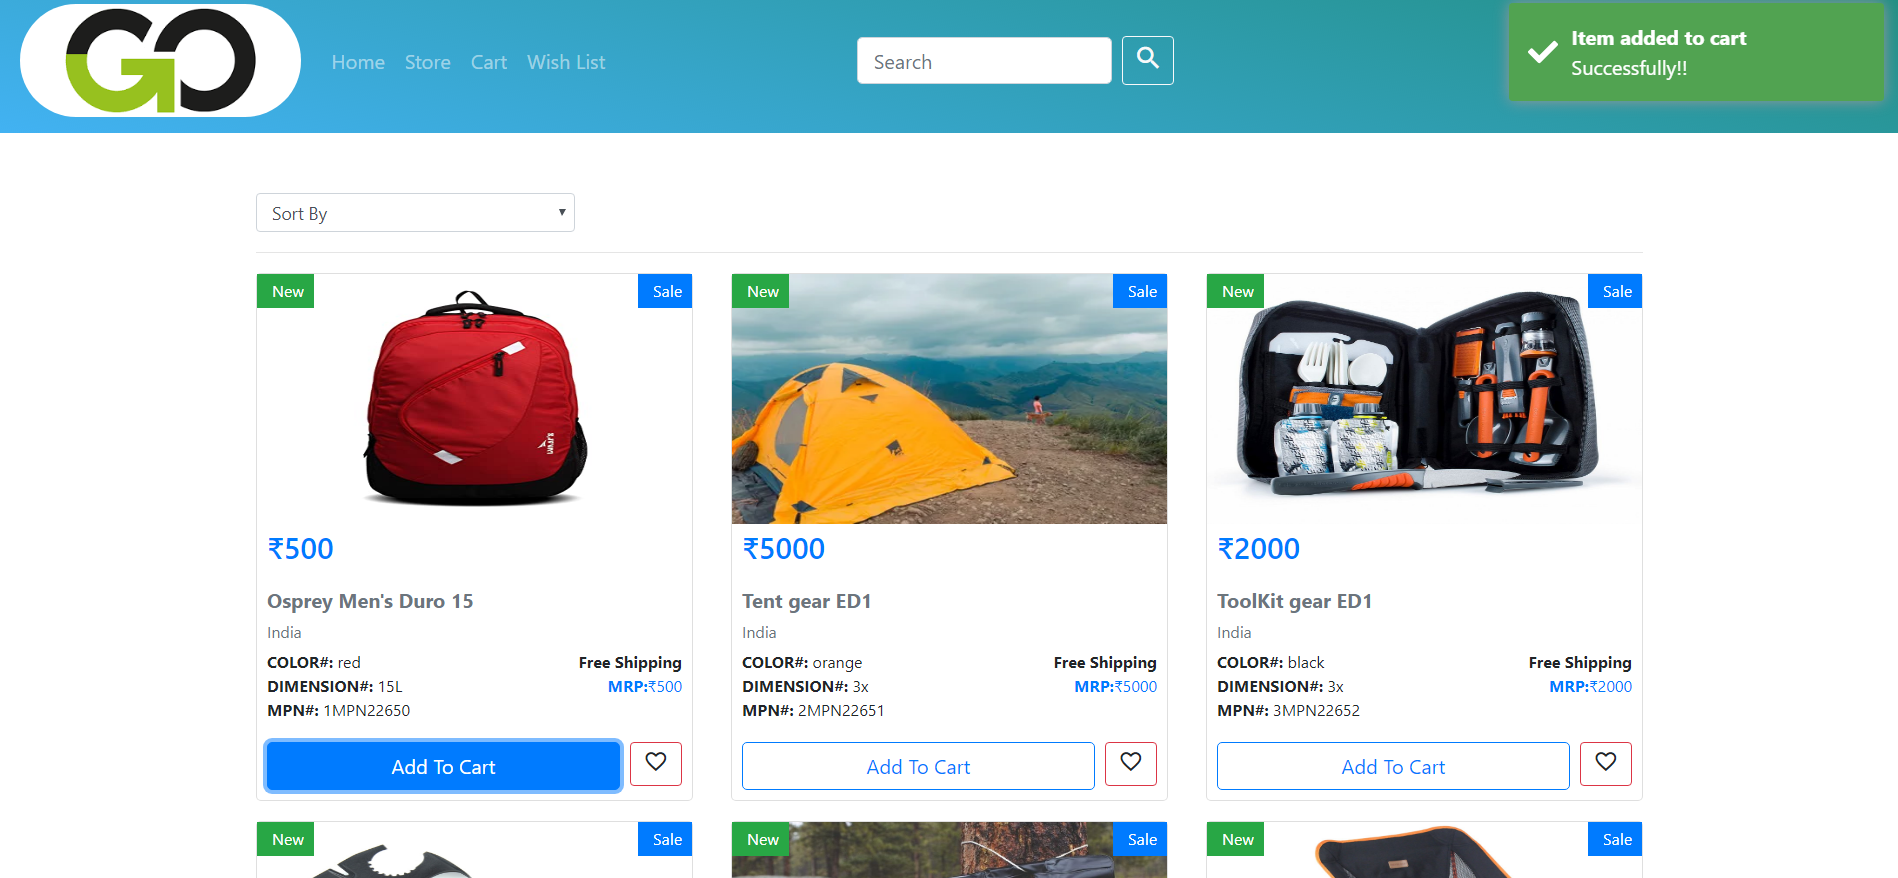 GO
Home Store Cart Wish List
Search
Item added to cart
Successfully!!
Sort By
New
Sale
₹500
Osprey Men's Duro 15
India
COLOR#: red
Free Shipping
DIMENSION#: 15L
MRP:₹500
MPN#: 1MPN22650
Add To Cart
New
Sale
₹5000
Tent gear ED1
India
COLOR#: orange
Free Shipping
DIMENSION#: 3x
MRP:₹5000
MPN#: 2MPN22651
Add To Cart
New
Sale
₹2000
ToolKit gear ED1
India
COLOR#: black
Free Shipping
DIMENSION#: 3x
MRP:₹2000
MPN#: 3MPN22652
Add To Cart
New
Sale
New
Sale
New
Sale